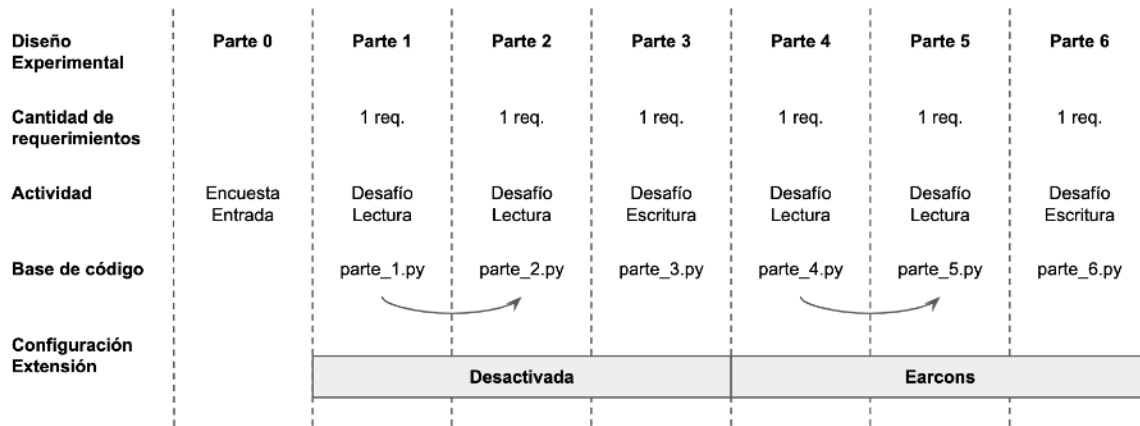 Diseño Experimental Parte 0 Parte 1 Parte 2 Parte 3 Parte 4 Parte 5 Parte 6
Cantidad de requerimientos 1 req. 1 req. 1 req. 1 req. 1 req. 1 req.
Actividad Encuesta Entrada Desafío Lectura Desafío Lectura Desafío Escritura Desafío Lectura Desafío Lectura Desafío Escritura
Base de código parte_1.py parte_2.py parte_3.py parte_4.py parte_5.py parte_6.py
Configuración Extensión Desactivada Earcons